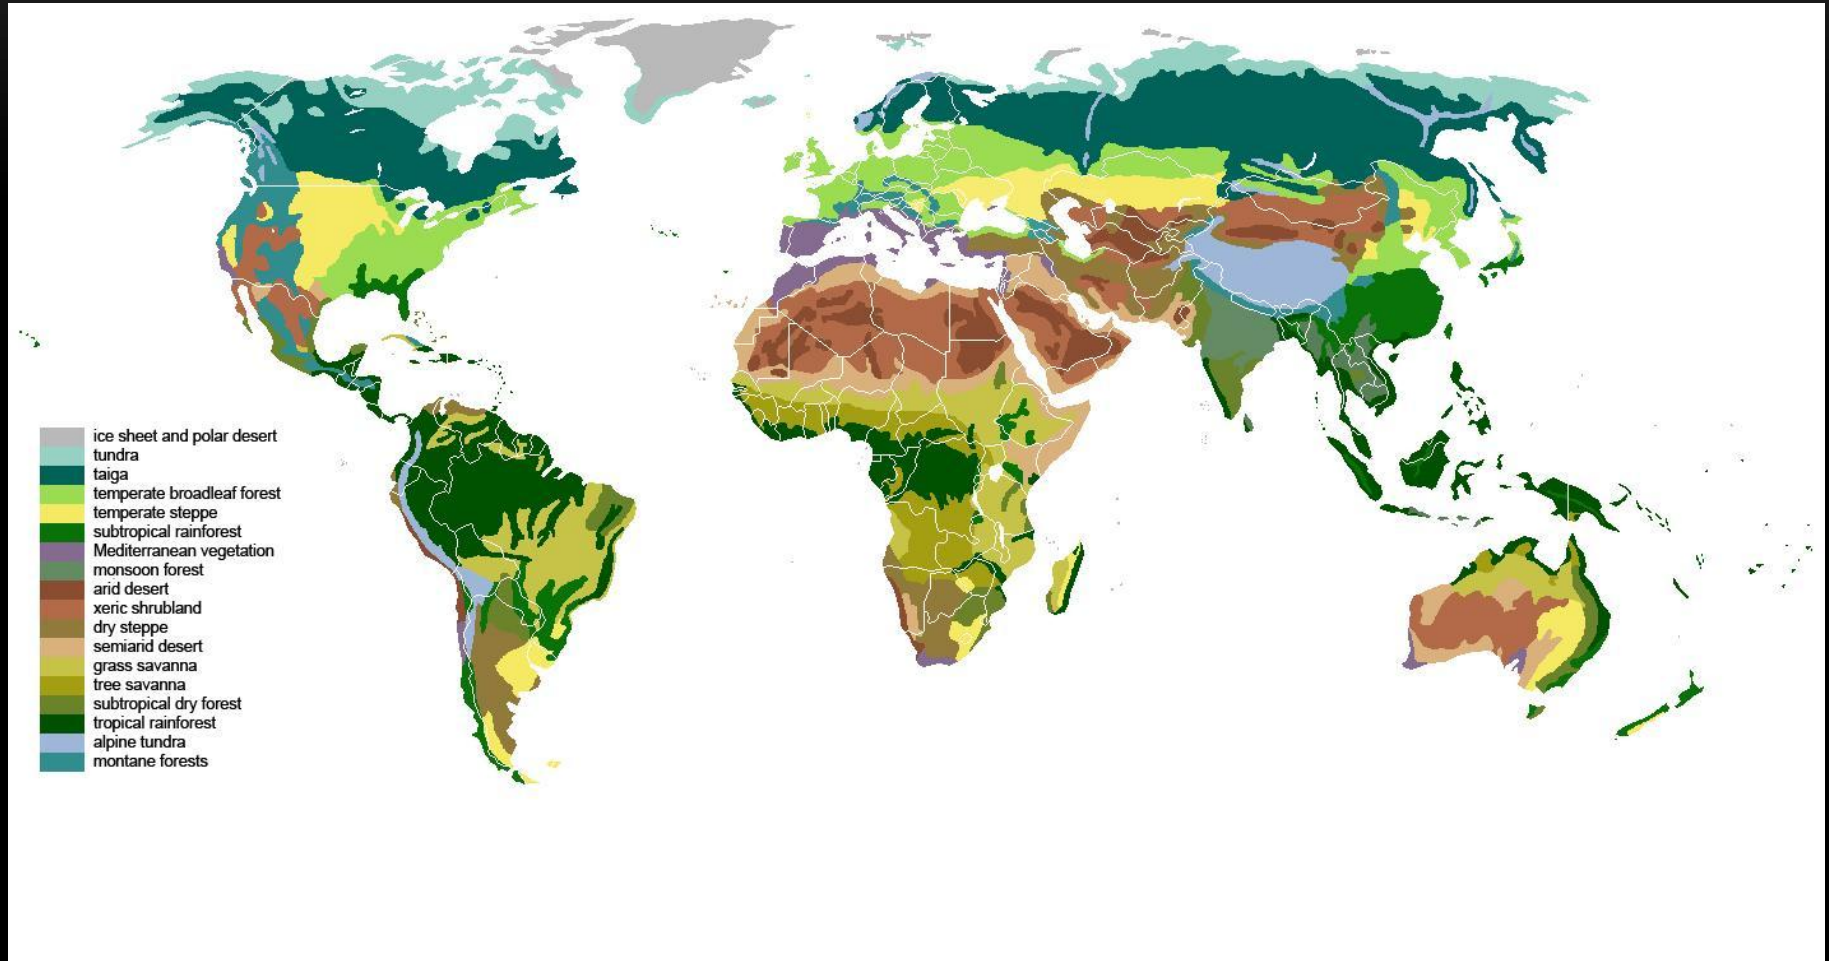 ice sheet and polar desert
tundra
taiga
temperate broadleaf forest
temperate steppe
subtropical rainforest
Mediterranean vegetation
monsoon forest
arid desert
xeric shrubland
dry steppe
semiarid desert
grass savanna
tree savanna
subtropical dry forest
tropical rainforest
alpine tundra
montane forests